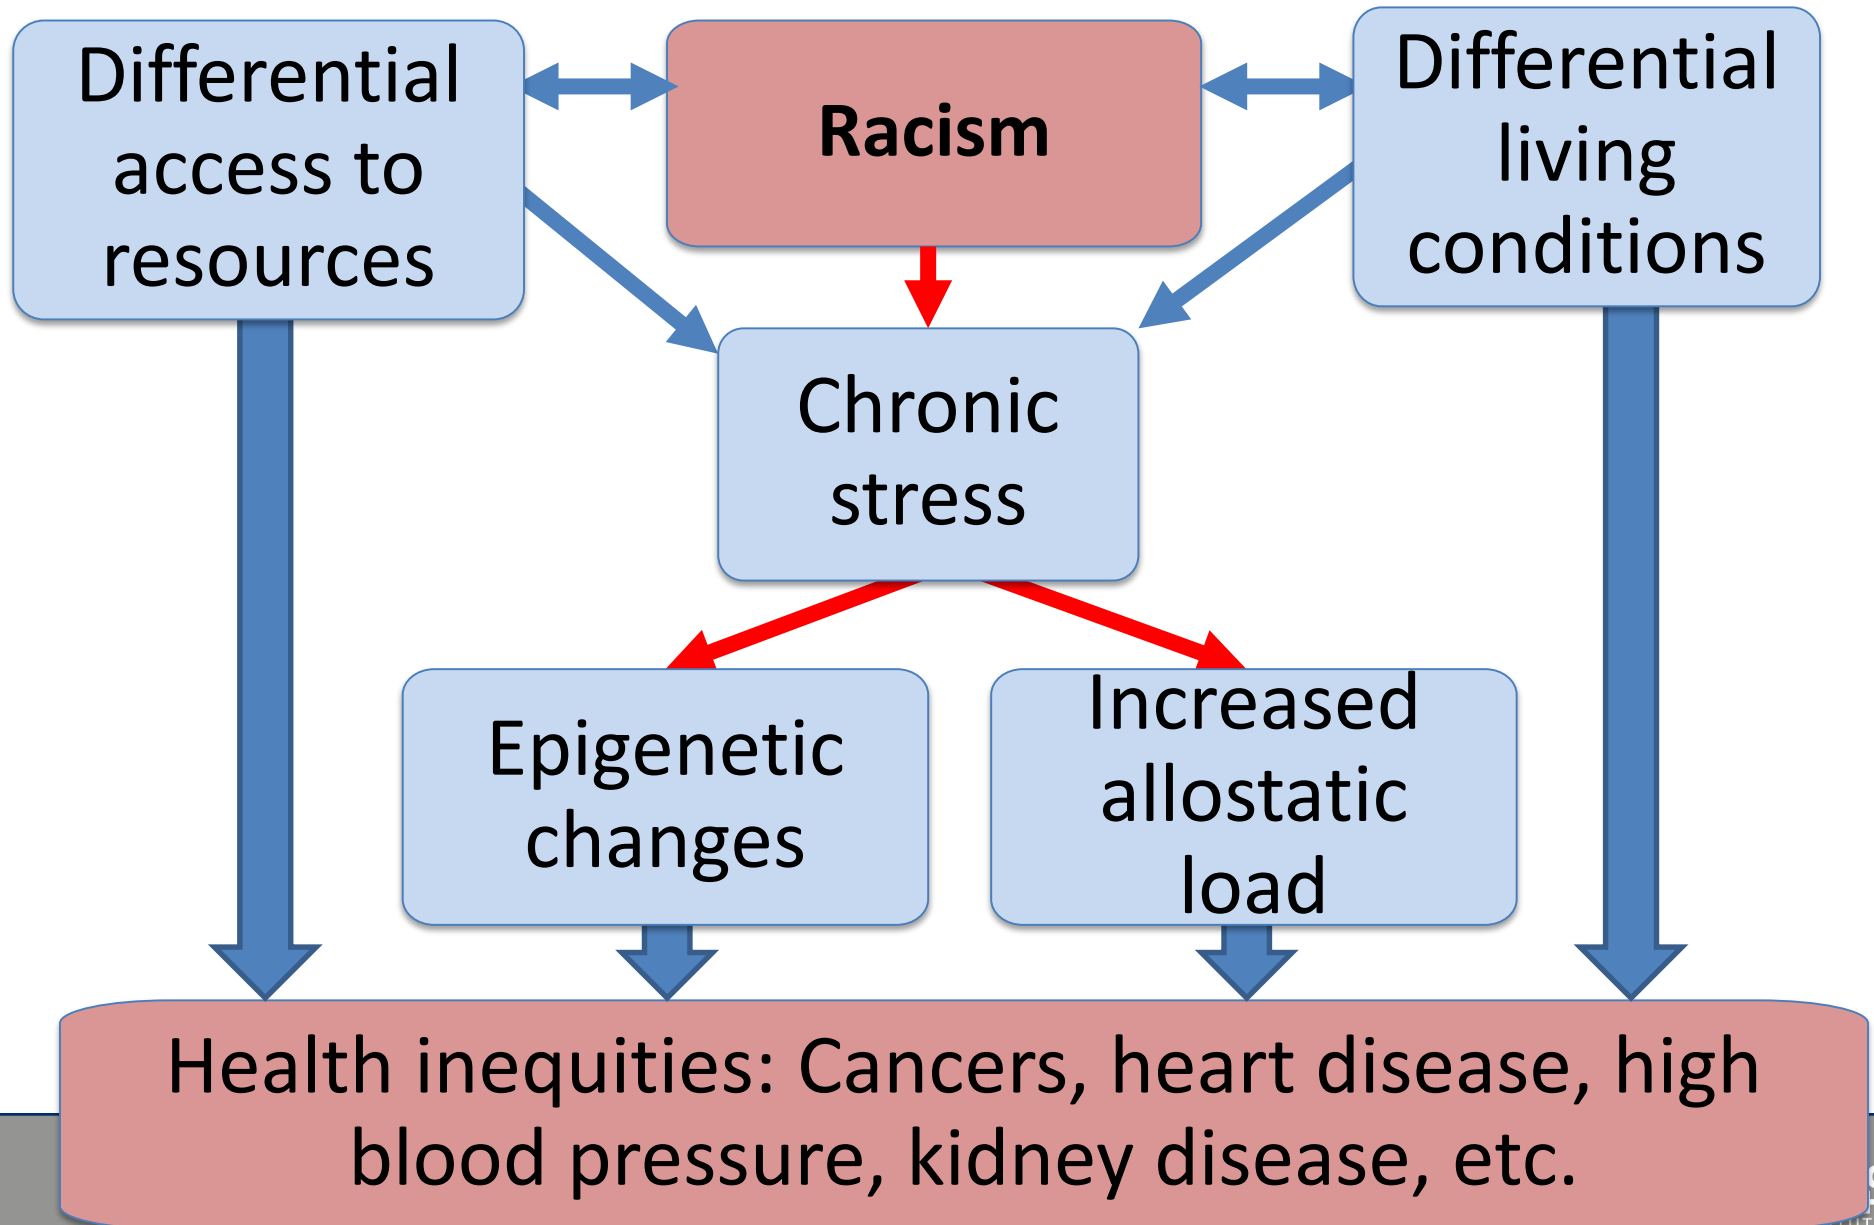 Differential
access to
resources
Racism
Differential
living
conditions
Chronic
stress
Epigenetic
changes
Increased
allostatic
load
Health inequities: Cancers, heart disease, high
blood pressure, kidney disease, etc.